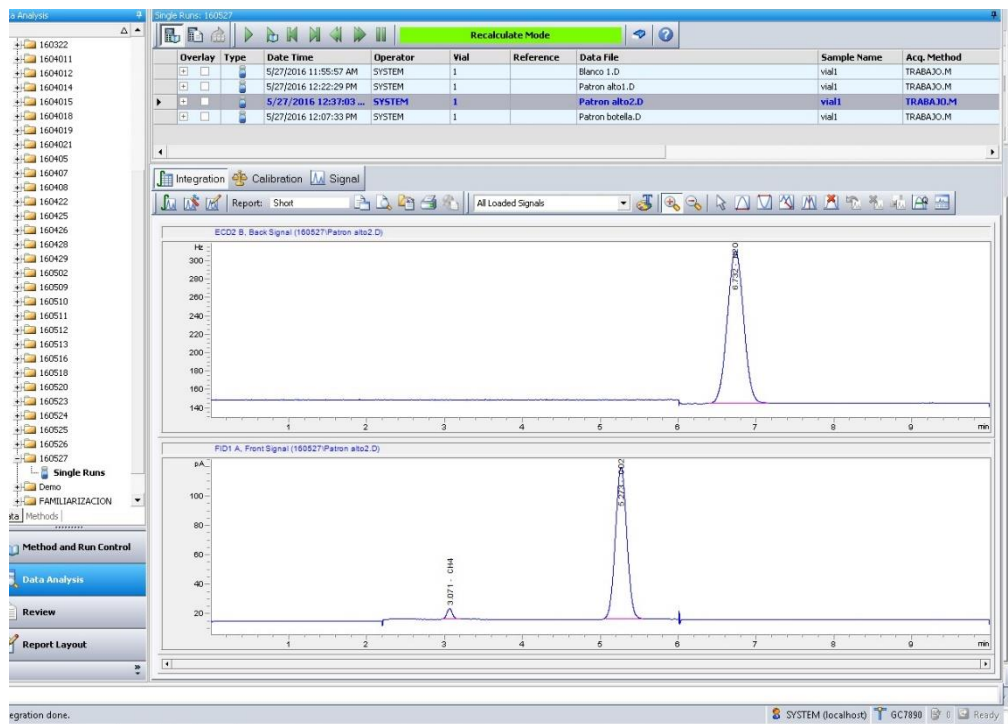 a Analysis
160322
1604011
1604012
1604014
1604015
1604018
1604019
1604021
160405
160407
160408
160422
160425
160426
160428
160429
160502
160509
160510
160511
160512
160513
160516
160518
160520
160523
160524
160525
160526
160527
Single Runs
Demo
FAMILIARIZACION
ata Methods
Method and Run Control
Data Analysis
Review
Report Layout
Single Runs: 160527
Recalculate Mode
Overlay Type Date Time Operator Vial Reference Data File Sample Name Acq. Method
5/27/2016 11:55:57 AM SYSTEM 1 Blanco 1.D vial1 TRABAJO.M
5/27/2016 12:22:29 PM SYSTEM 1 Patron alto1.D vial1 TRABAJO.M
5/27/2016 12:37:03 ... SYSTEM 1 Patron alto2.D vial1 TRABAJO.M
5/27/2016 12:07:33 PM SYSTEM 1 Patron botella.D vial1 TRABAJO.M
Integration Calibration Signal
Report: Short All Loaded Signals
ECD2 B, Back Signal (160527\Patron alto2.D)
Hz
300
280
260
240
220
200
180
160
140
6.732 -
1 2 3 4 5 6 7 8 9 min
FID1 A, Front Signal (160527\Patron alto2.D)
pA
100
80
60
40
20
3.071 - CH4
5.273 -
1 2 3 4 5 6 7 8 9 min
egration done.
SYSTEM (localhost) GC7890 0 Ready